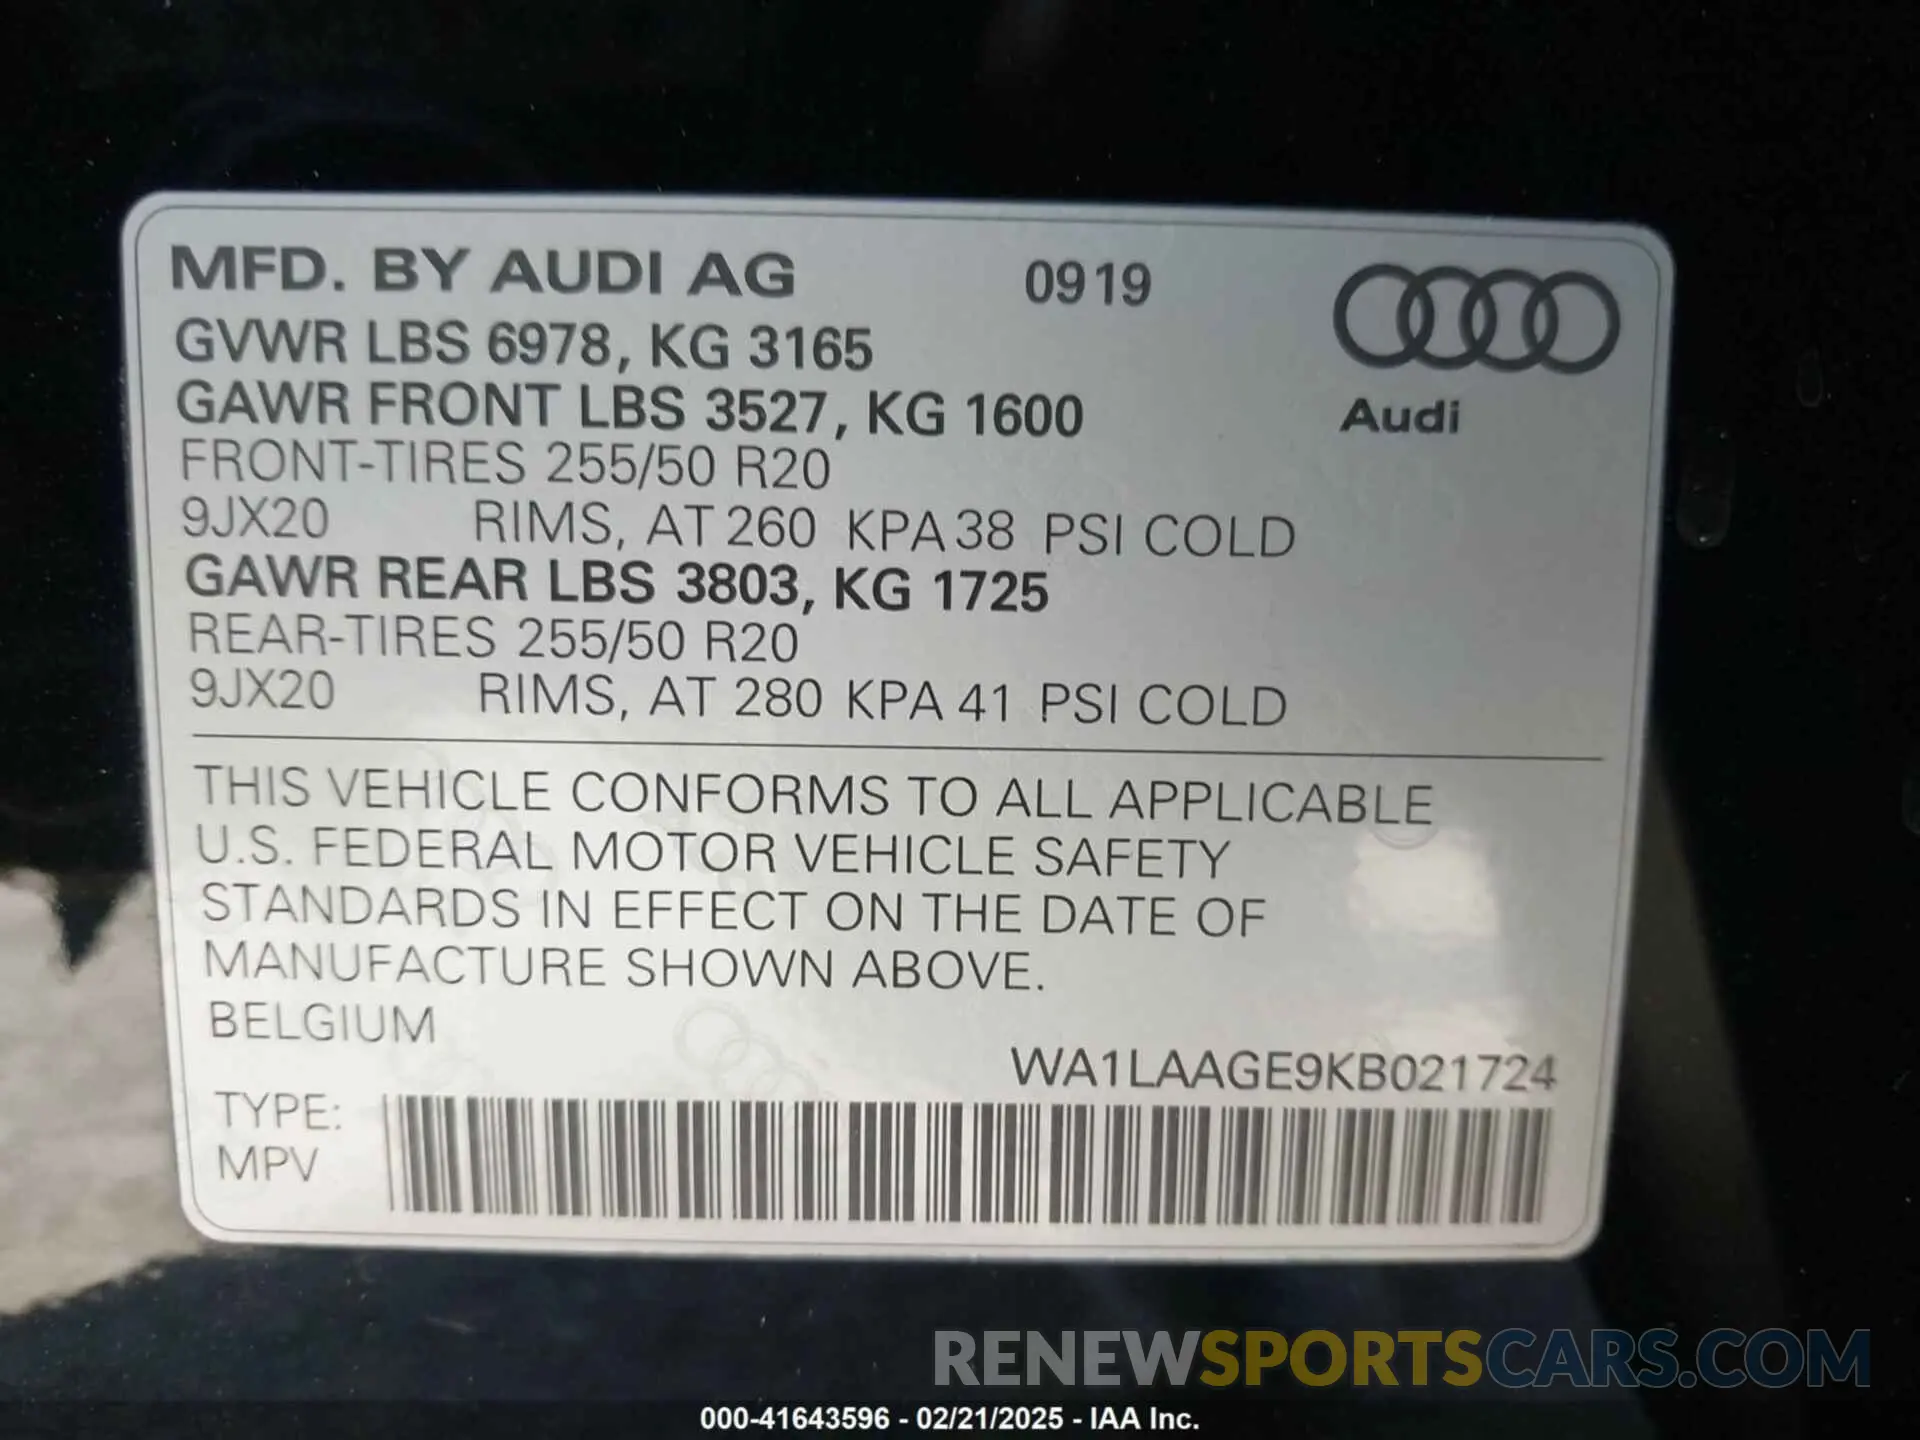 MFD. BY AUDI AG 0919
GVWR LBS 6978, KG 3165
GAWR FRONT LBS 3527, KG 1600
Audi
FRONT-TIRES 255/50 R20
9JX20 RIMS, AT 260 KPA 38 PSI COLD
GAWR REAR LBS 3803, KG 1725
REAR-TIRES 255/50 R20
9JX20 RIMS, AT 280 KPA 41 PSI COLD
THIS VEHICLE CONFORMS TO ALL APPLICABLE
U.S. FEDERAL MOTOR VEHICLE SAFETY
STANDARDS IN EFFECT ON THE DATE OF
MANUFACTURE SHOWN ABOVE.
BELGIUM
WA1LAAGE9KB021724
TYPE:
MPV
RENEWSPORTSCARS.COM
000-41643596 - 02/21/2025 - IAA Inc.